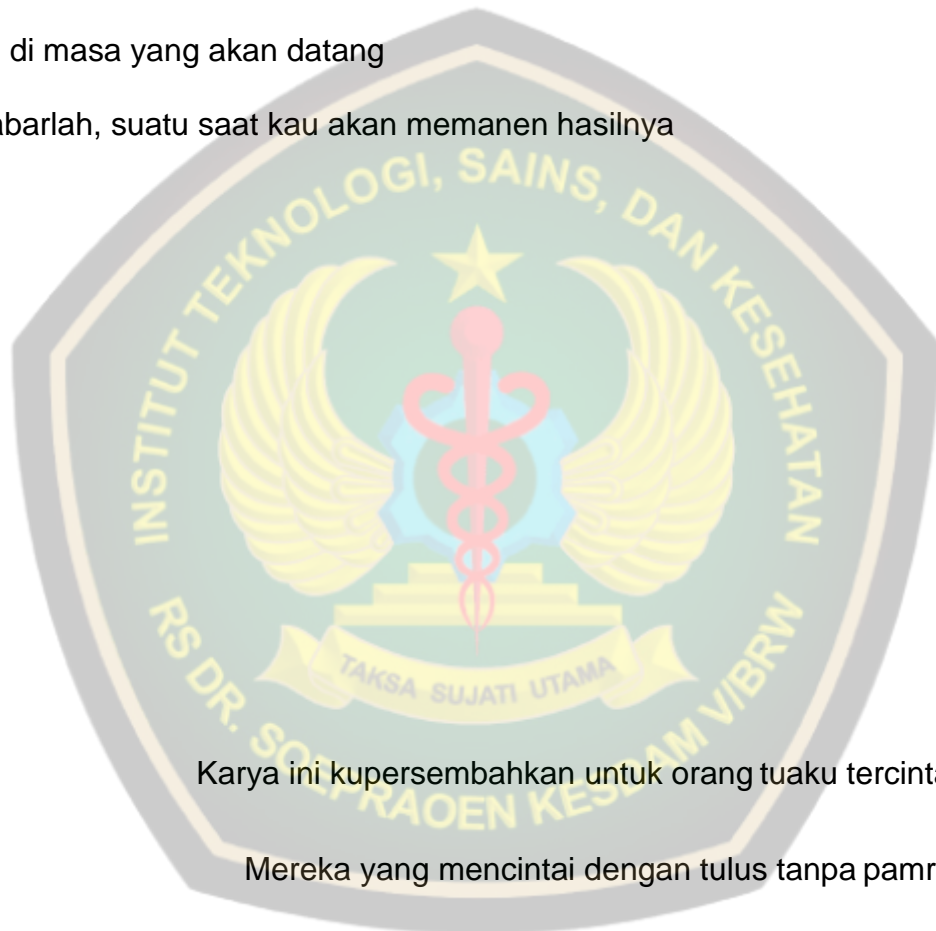 di masa yang akan datang
abarlah, suatu saat kau akan memanen hasilnya
INSTITUT TEKNOLOGI, SAINS, DAN KESEHATAN
TAKSA SUJATI UTAMA
RS DR. SOEPRAOEN KESDAM V/BRW
Karya ini kupersembahkan untuk orang tuaku tercinta
Mereka yang mencintai dengan tulus tanpa pamr